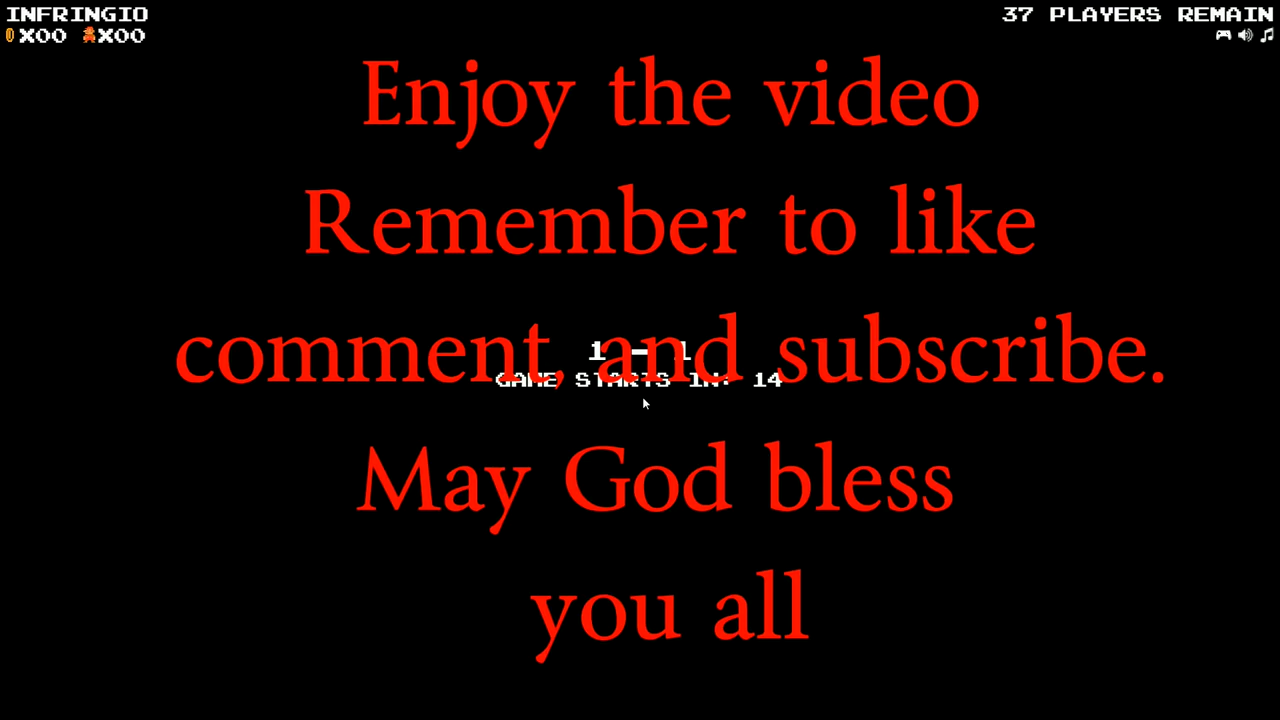 INFRINGIO
37 PLAYERS REMAIN
X00 X00
Enjoy the video
Remember to like
comment, and subscribe.
1 - 1
GAME STARTS IN: 14
May God bless
you all